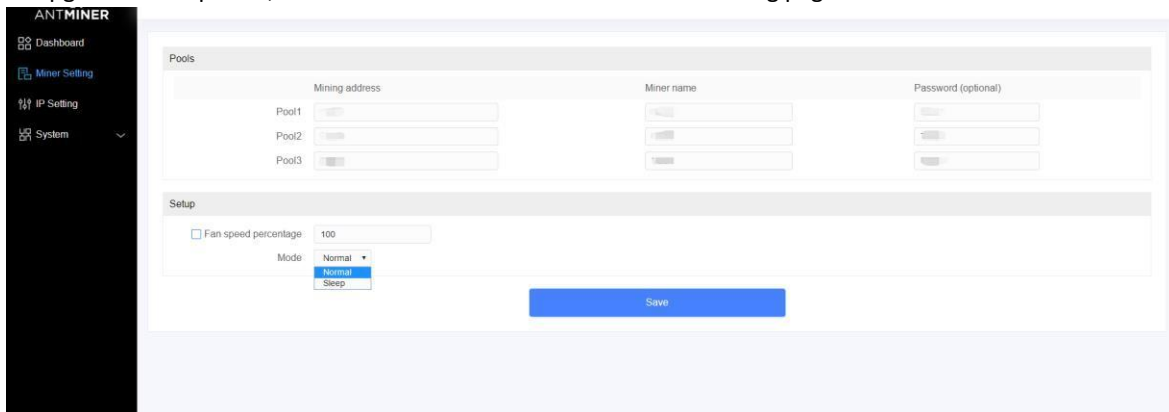 ANTMINER
Dashboard
Miner Setting
IP Setting
System
Pools
Mining address Miner name Password (optional)
Pool1
Pool2
Pool3
Setup
Fan speed percentage 100
Mode Normal
Normal
Sleep
Save